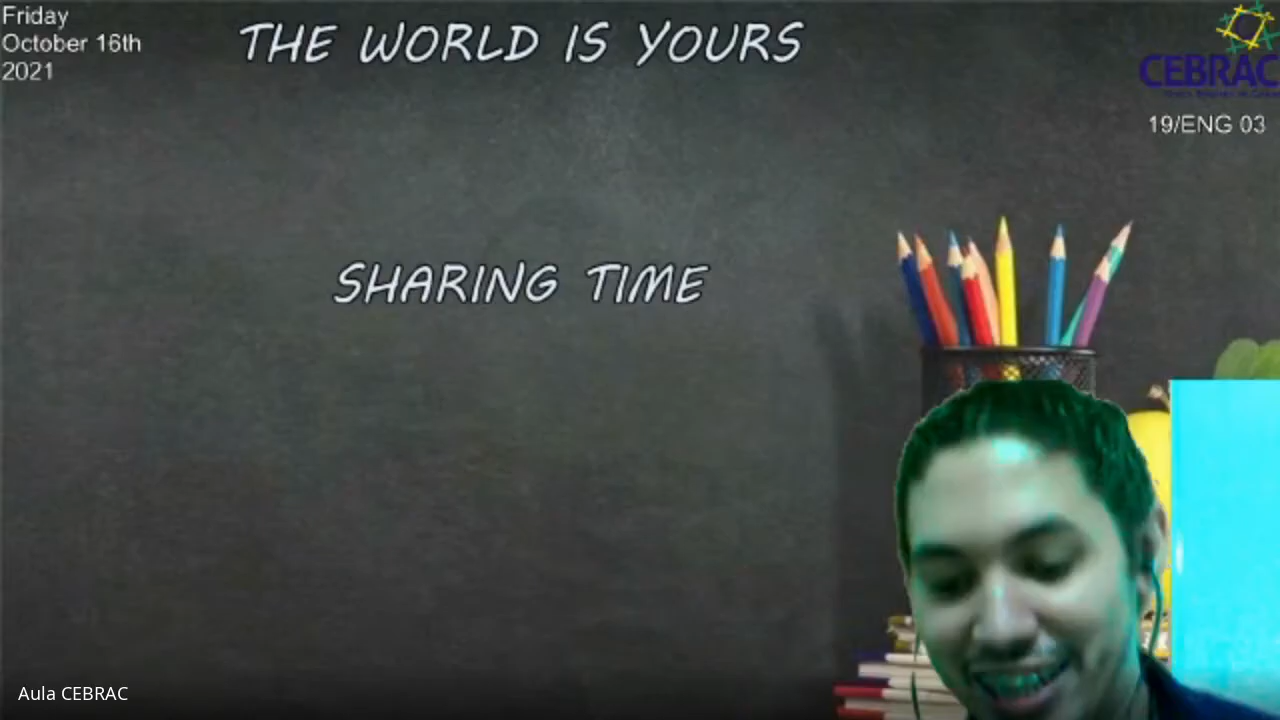 Friday
October 16th
2021
THE WORLD IS YOURS
CEBRAC
19/ENG 03
SHARING TIME
Aula CEBRAC